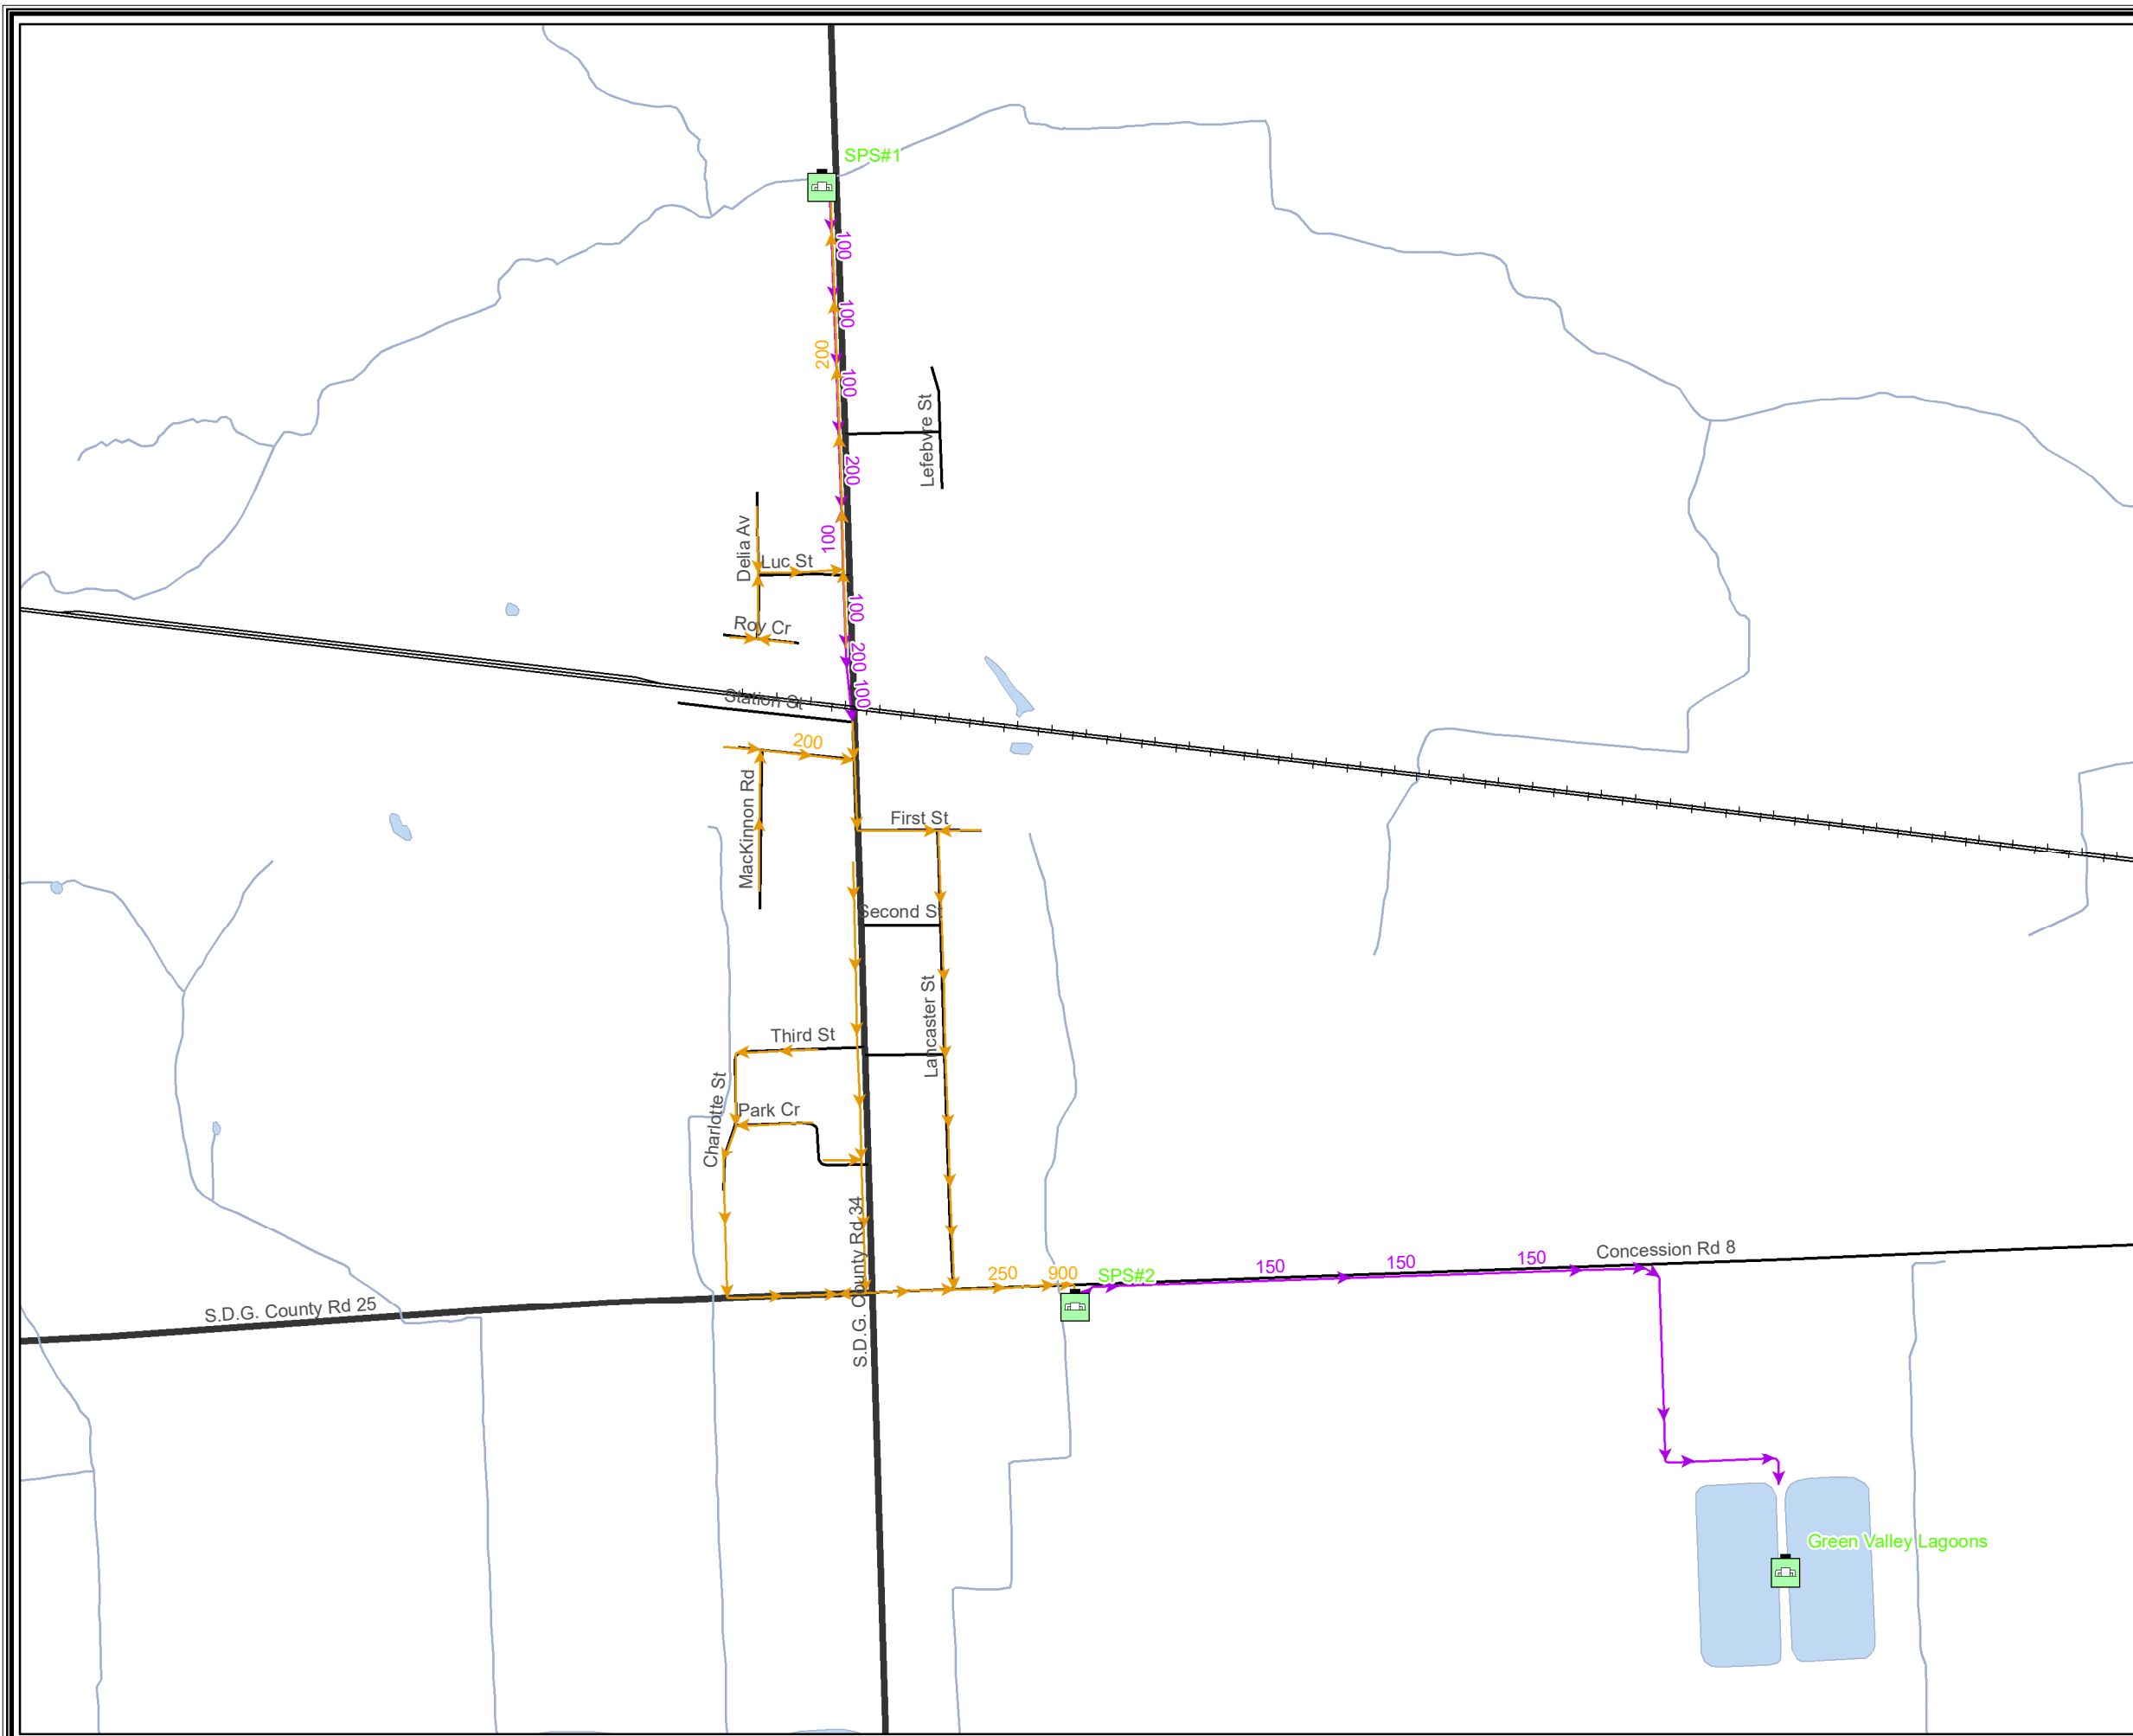 SPS#1
100
100
200
100
Lefebvre St
200
Delia Av
100
Luc St
100
Roy Cr
200
100
Station St
200
MacKinnon Rd
First St
Second St
Lancaster St
Third St
Charlotte St
Park Cr
S.D.G. County Rd 34
Concession Rd 8
150
150
150
250
900
SPS#2
S.D.G. County Rd 25
Green Valley Lagoons